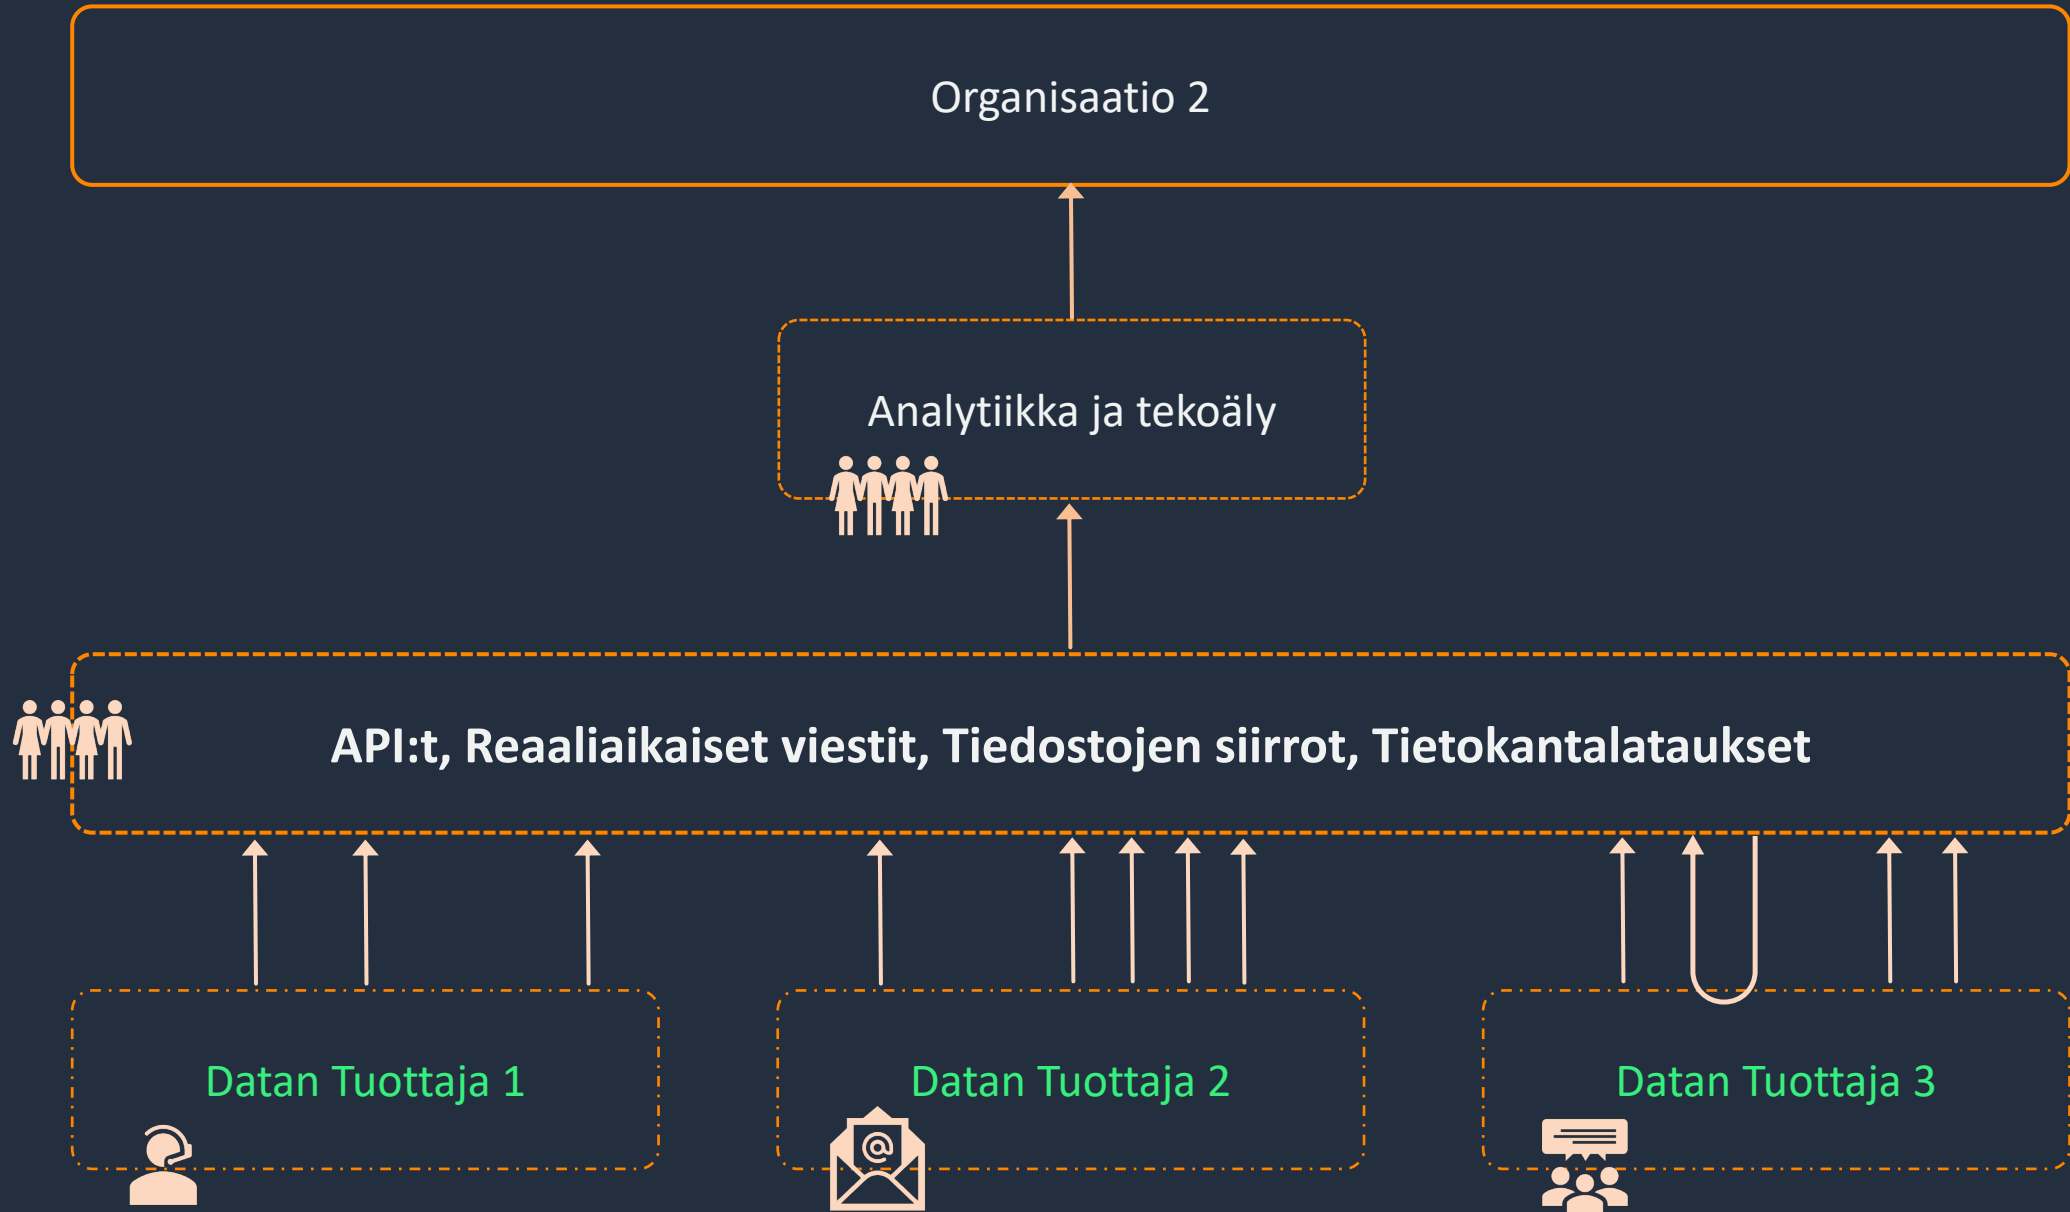 Organisaatio 2
Analytiikka ja tekoäly
API:t, Reaaliaikaiset viestit, Tiedostojen siirrot, Tietokantalataukset
Datan Tuottaja 1
Datan Tuottaja 2
Datan Tuottaja 3
@